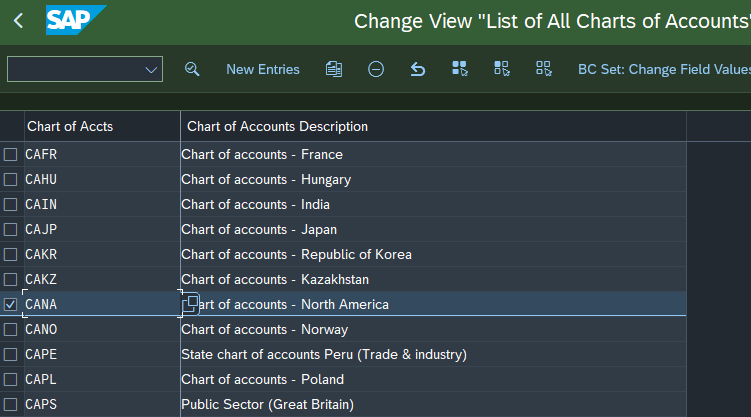 SAP
Change View "List of All Charts of Accounts"
New Entries
BC Set: Change Field Values
Chart of Accts Chart of Accounts Description
CAFR Chart of accounts - France
CAHU Chart of accounts - Hungary
CAIN Chart of accounts - India
CAJP Chart of accounts - Japan
CAKR Chart of accounts - Republic of Korea
CAKZ Chart of accounts - Kazakhstan
CANA art of accounts - North America
CANO Chart of accounts - Norway
CAPE State chart of accounts Peru (Trade & industry)
CAPL Chart of accounts - Poland
CAPS Public Sector (Great Britain)